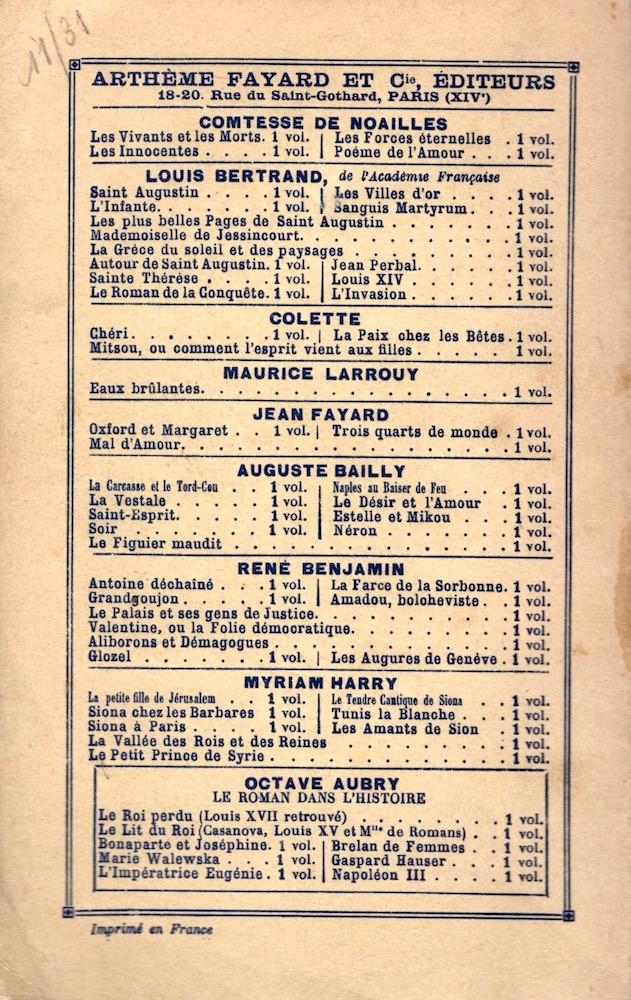 11/31
ARTHÈME FAYARD ET Cie, ÉDITEURS
18-20. Rue du Saint-Gothard, PARIS (XIVe)
COMTESSE DE NOAILLES
Les Vivants et les Morts. 1 vol. | Les Forces éternelles . 1 vol.
Les Innocentes . . . . 1 vol. | Poéme de l'Amour . . . 1 vol.
LOUIS BERTRAND, de l'Académie Française
Saint Augustin . . . . 1 vol. | Les Villes d'or . . . . 1 vol.
L'Infante. . . . . . . 1 vol. | Sanguis Martyrum. . . 1 vol.
Les plus belles Pages de Saint Augustin . . . . . . . 1 vol.
Mademoiselle de Jessincourt. . . . . . . . . . . . 1 vol.
La Grèce du soleil et des paysages . . . . . . . . . 1 vol.
Autour de Saint Augustin. 1 vol. | Jean Perbal. . . . . . 1 vol.
Sainte Thérèse . . . . 1 vol. | Louis XIV . . . . . . 1 vol.
Le Roman de la Conquête. 1 vol. | L'Invasion . . . . . . 1 vol.
COLETTE
Chéri. . . . . . . . 1 vol. | La Paix chez les Bêtes. 1 vol.
Mitsou, ou comment l'esprit vient aux filles . . . . . 1 vol.
MAURICE LARROUY
Eaux brûlantes. . . . . . . . . . . . . . . . . 1 vol.
JEAN FAYARD
Oxford et Margaret . . 1 vol. | Trois quarts de monde . 1 vol.
Mal d'Amour. . . . . . . . . . . . . . . . . . 1 vol.
AUGUSTE BAILLY
La Carcasse et le Tord-Cou . . 1 vol. | Naples au Baiser de Feu . . . 1 vol.
La Vestale . . . . . 1 vol. | Le Désir et l'Amour . 1 vol.
Saint-Esprit. . . . . 1 vol. | Estelle et Mikou . . . 1 vol.
Soir . . . . . . . 1 vol. | Néron . . . . . . . 1 vol.
Le Figuier maudit . . . . . . . . . . . . . . . 1 vol.
RENÉ BENJAMIN
Antoine déchaîné . . . 1 vol. | La Farce de la Sorbonne. 1 vol.
Grandgoujon . . . . . 1 vol. | Amadou, bolcheviste. . 1 vol.
Le Palais et ses gens de Justice. . . . . . . . . . 1 vol.
Valentine, ou la Folie démocratique. . . . . . . . . 1 vol.
Aliborons et Démagogues . . . . . . . . . . . . 1 vol.
Glozel . . . . . . . 1 vol. | Les Augures de Genève . 1 vol.
MYRIAM HARRY
La petite fille de Jérusalem . . 1 vol. | Le Tendre Cantique de Siona . . 1 vol.
Siona chez les Barbares 1 vol. | Tunis la Blanche . . . 1 vol.
Siona à Paris . . . . 1 vol. | Les Amants de Sion . 1 vol.
La Vallée des Rois et des Reines . . . . . . . . . 1 vol.
Le Petit Prince de Syrie . . . . . . . . . . . . . 1 vol.
OCTAVE AUBRY
LE ROMAN DANS L'HISTOIRE
Le Roi perdu (Louis XVII retrouvé) . . . . . . . . 1 vol.
Le Lit du Roi (Casanova, Louis XV et Mlle de Romans) . . 1 vol.
Bonaparte et Joséphine. 1 vol. | Brelan de Femmes . . 1 vol.
Marie Walewska . . . 1 vol. | Gaspard Hauser . . . 1 vol.
L'Impératrice Eugénie. 1 vol. | Napoléon III . . . . 1 vol.
Imprimé en France